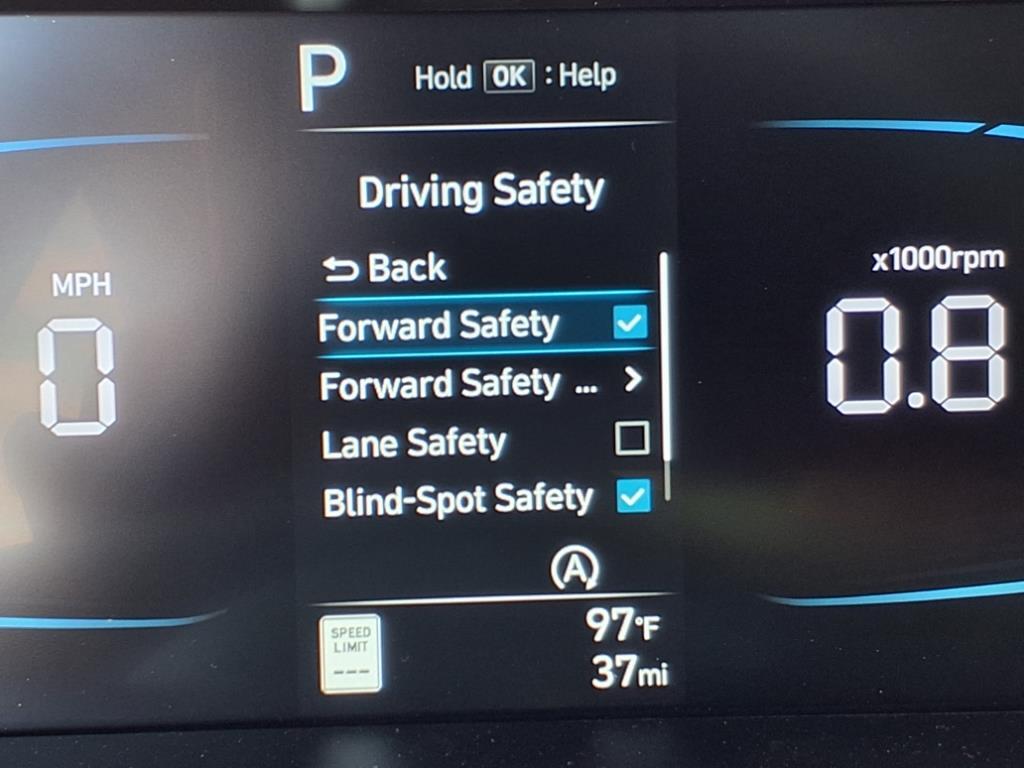 P
Hold OK : Help
Driving Safety
Back
MPH
0
x1000rpm
0.8
Forward Safety
Forward Safety ...
Lane Safety
Blind-Spot Safety
A
SPEED
LIMIT
---
97°F
37mi